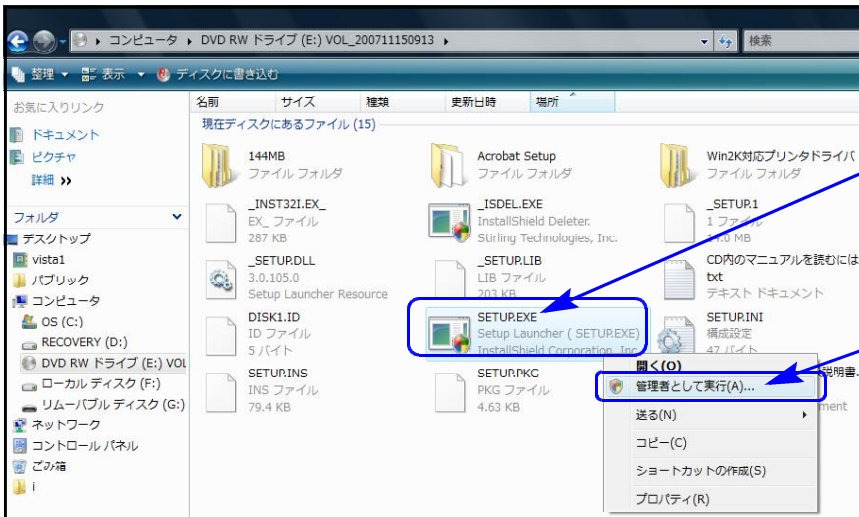 コンピュータ ▸ DVD RW ドライブ (E:) VOL_200711150913 ▸
検索
整理 表示 ディスクに書き込む
お気に入りリンク
ドキュメント
ピクチャ
詳細 »
フォルダ
デスクトップ
vista1
パブリック
コンピュータ
OS (C:)
RECOVERY (D:)
DVD RW ドライブ (E:) VOL
ローカル ディスク (F:)
リムーバブル ディスク (G:)
ネットワーク
コントロール パネル
ごみ箱
i
名前 サイズ 種類 更新日時 場所
現在ディスクにあるファイル (15)
144MB
ファイル フォルダ
Acrobat Setup
ファイル フォルダ
Win2K対応プリンタドライバ
ファイル フォルダ
_INST32I.EX_
EX_ ファイル
287 KB
_ISDEL.EXE
InstallShield Deleter.
Stirling Technologies, Inc.
_SETUP.1
1 ファイル
14.0 MB
_SETUP.DLL
3.0.105.0
Setup Launcher Resource
_SETUP.LIB
LIB ファイル
203 KB
CD内のマニュアルを読むには
txt
テキスト ドキュメント
DISK1.ID
ID ファイル
5 バイト
SETUP.EXE
Setup Launcher ( SETUP.EXE)
InstallShield Corporation, Inc
SETUP.INI
構成設定
47 バイト
SETUP.INS
INS ファイル
79.4 KB
SETUP.PKG
PKG ファイル
4.63 KB
説明書.
ment
開く(O)
管理者として実行(A)...
送る(N)
コピー(C)
ショートカットの作成(S)
プロパティ(R)